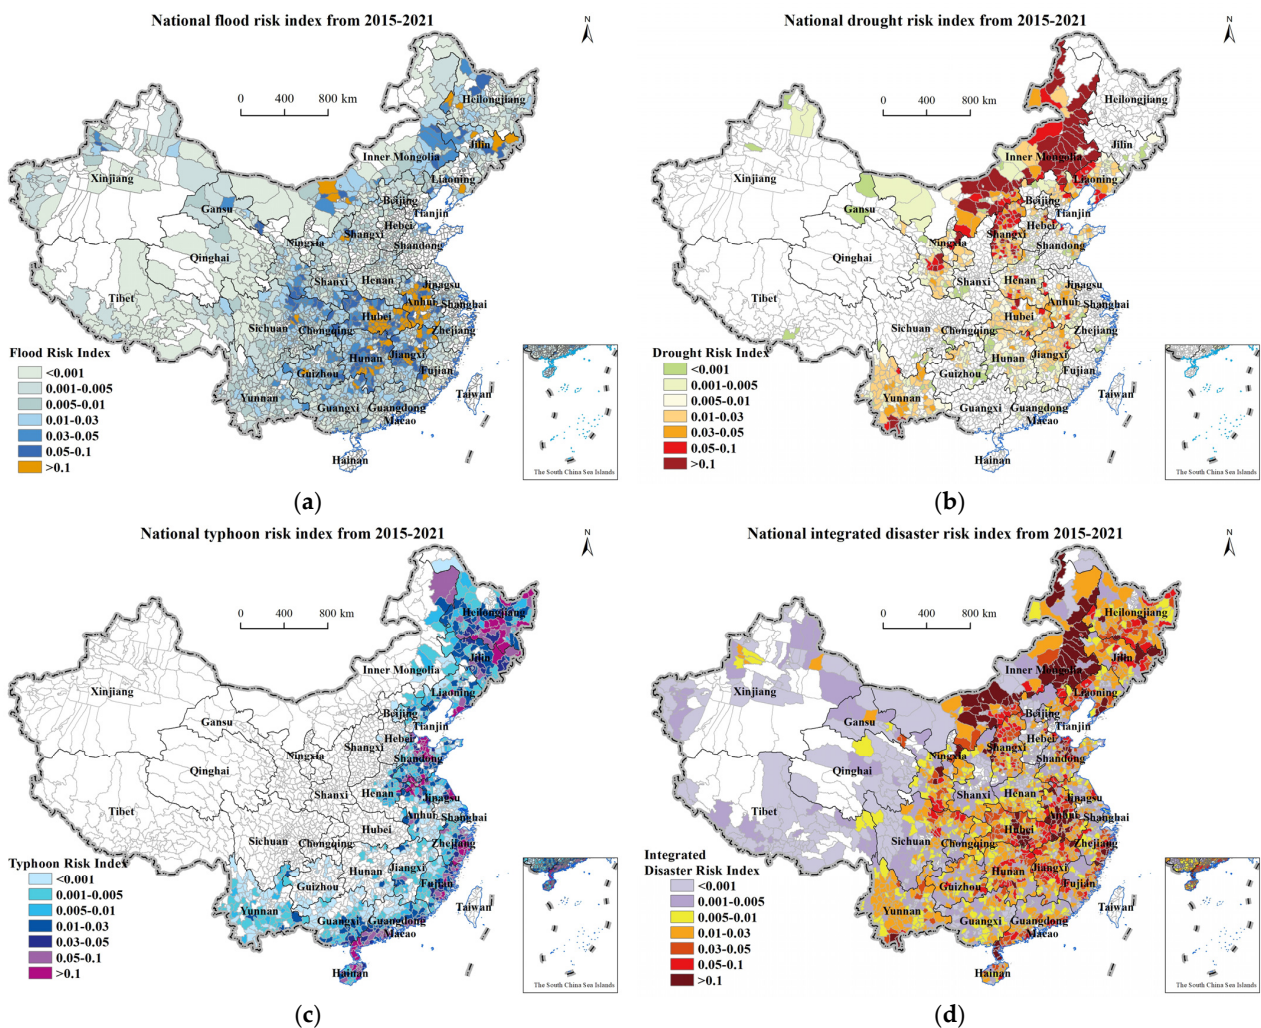 National flood risk index from 2015-2021
N
0 400 800 km
Heilongjiang
Jilin
Inner Mongolia
Liaoning
Xinjiang
Beijing
Gansu
Tianjin
Hebei
Shangxi
Ningxia
Shandong
Qinghai
Shanxi
Henan
Jinagsu
Tibet
Anhui
Shanghai
Hubei
Sichuan
Chongqing
Zhejiang
Hunan
Jiangxi
Guizhou
Fujian
Yunnan
Taiwan
Guangxi
Guangdong
Macao
Hainan
Flood Risk Index
<0.001
0.001-0.005
0.005-0.01
0.01-0.03
0.03-0.05
0.05-0.1
>0.1
The South China Sea Islands
(a)
National drought risk index from 2015-2021
N
0 400 800 km
Heilongjiang
Jilin
Inner Mongolia
Liaoning
Xinjiang
Beijing
Gansu
Tianjin
Hebei
Shangxi
Ningxia
Shandong
Qinghai
Shanxi
Henan
Jinagsu
Tibet
Anhui
Shanghai
Hubei
Sichuan
Chongqing
Zhejiang
Hunan
Jiangxi
Guizhou
Fujian
Yunnan
Taiwan
Guangxi
Guangdong
Macao
Hainan
Drought Risk Index
<0.001
0.001-0.005
0.005-0.01
0.01-0.03
0.03-0.05
0.05-0.1
>0.1
The South China Sea Islands
(b)
National typhoon risk index from 2015-2021
N
0 400 800 km
Heilongjiang
Jilin
Inner Mongolia
Liaoning
Xinjiang
Beijing
Gansu
Tianjin
Hebei
Shangxi
Ningxia
Shandong
Qinghai
Shanxi
Henan
Jinagsu
Tibet
Anhui
Shanghai
Hubei
Sichuan
Chongqing
Zhejiang
Hunan
Jiangxi
Guizhou
Fujian
Yunnan
Taiwan
Guangxi
Guangdong
Macao
Hainan
Typhoon Risk Index
<0.001
0.001-0.005
0.005-0.01
0.01-0.03
0.03-0.05
0.05-0.1
>0.1
The South China Sea Islands
(c)
National integrated disaster risk index from 2015-2021
N
0 400 800 km
Heilongjiang
Jilin
Inner Mongolia
Liaoning
Xinjiang
Beijing
Gansu
Tianjin
Hebei
Shangxi
Ningxia
Shandong
Qinghai
Shanxi
Henan
Jinagsu
Tibet
Anhui
Shanghai
Hubei
Sichuan
Chongqing
Zhejiang
Hunan
Jiangxi
Guizhou
Fujian
Yunnan
Taiwan
Guangxi
Guangdong
Macao
Hainan
Integrated
Disaster Risk Index
<0.001
0.001-0.005
0.005-0.01
0.01-0.03
0.03-0.05
0.05-0.1
>0.1
The South China Sea Islands
(d)